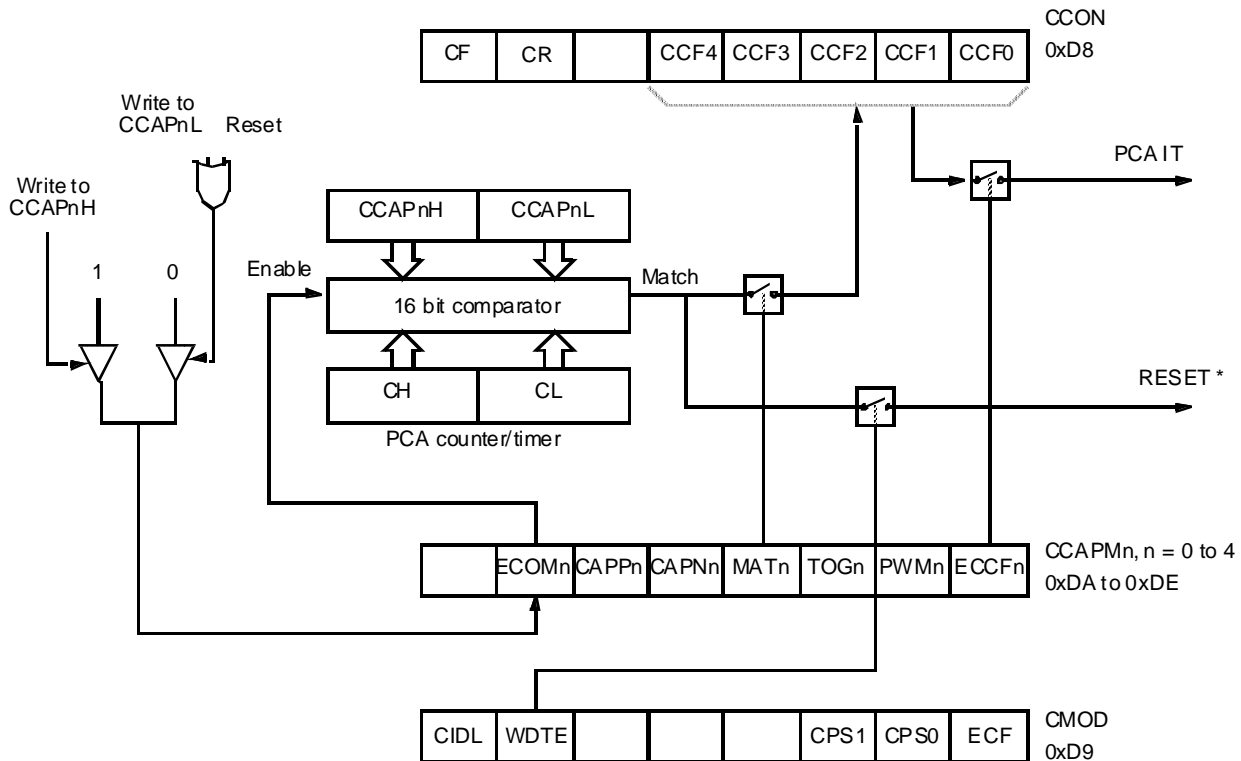 CCON
0xD8
CF CR CCF4 CCF3 CCF2 CCF1 CCF0
Write to
CCAPnL Reset
PCA IT
Write to
CCAPnH
CCAPnH CCAPnL
1 0
Enable
Match
16 bit comparator
CH CL
RESET *
PCA counter/timer
ECOMn CAPPn CAPNn MATn TOGn PWMn ECCFn
CCAPMn, n = 0 to 4
0xDA to 0xDE
CIDL WDTE CPS1 CPS0 ECF
CMOD
0xD9